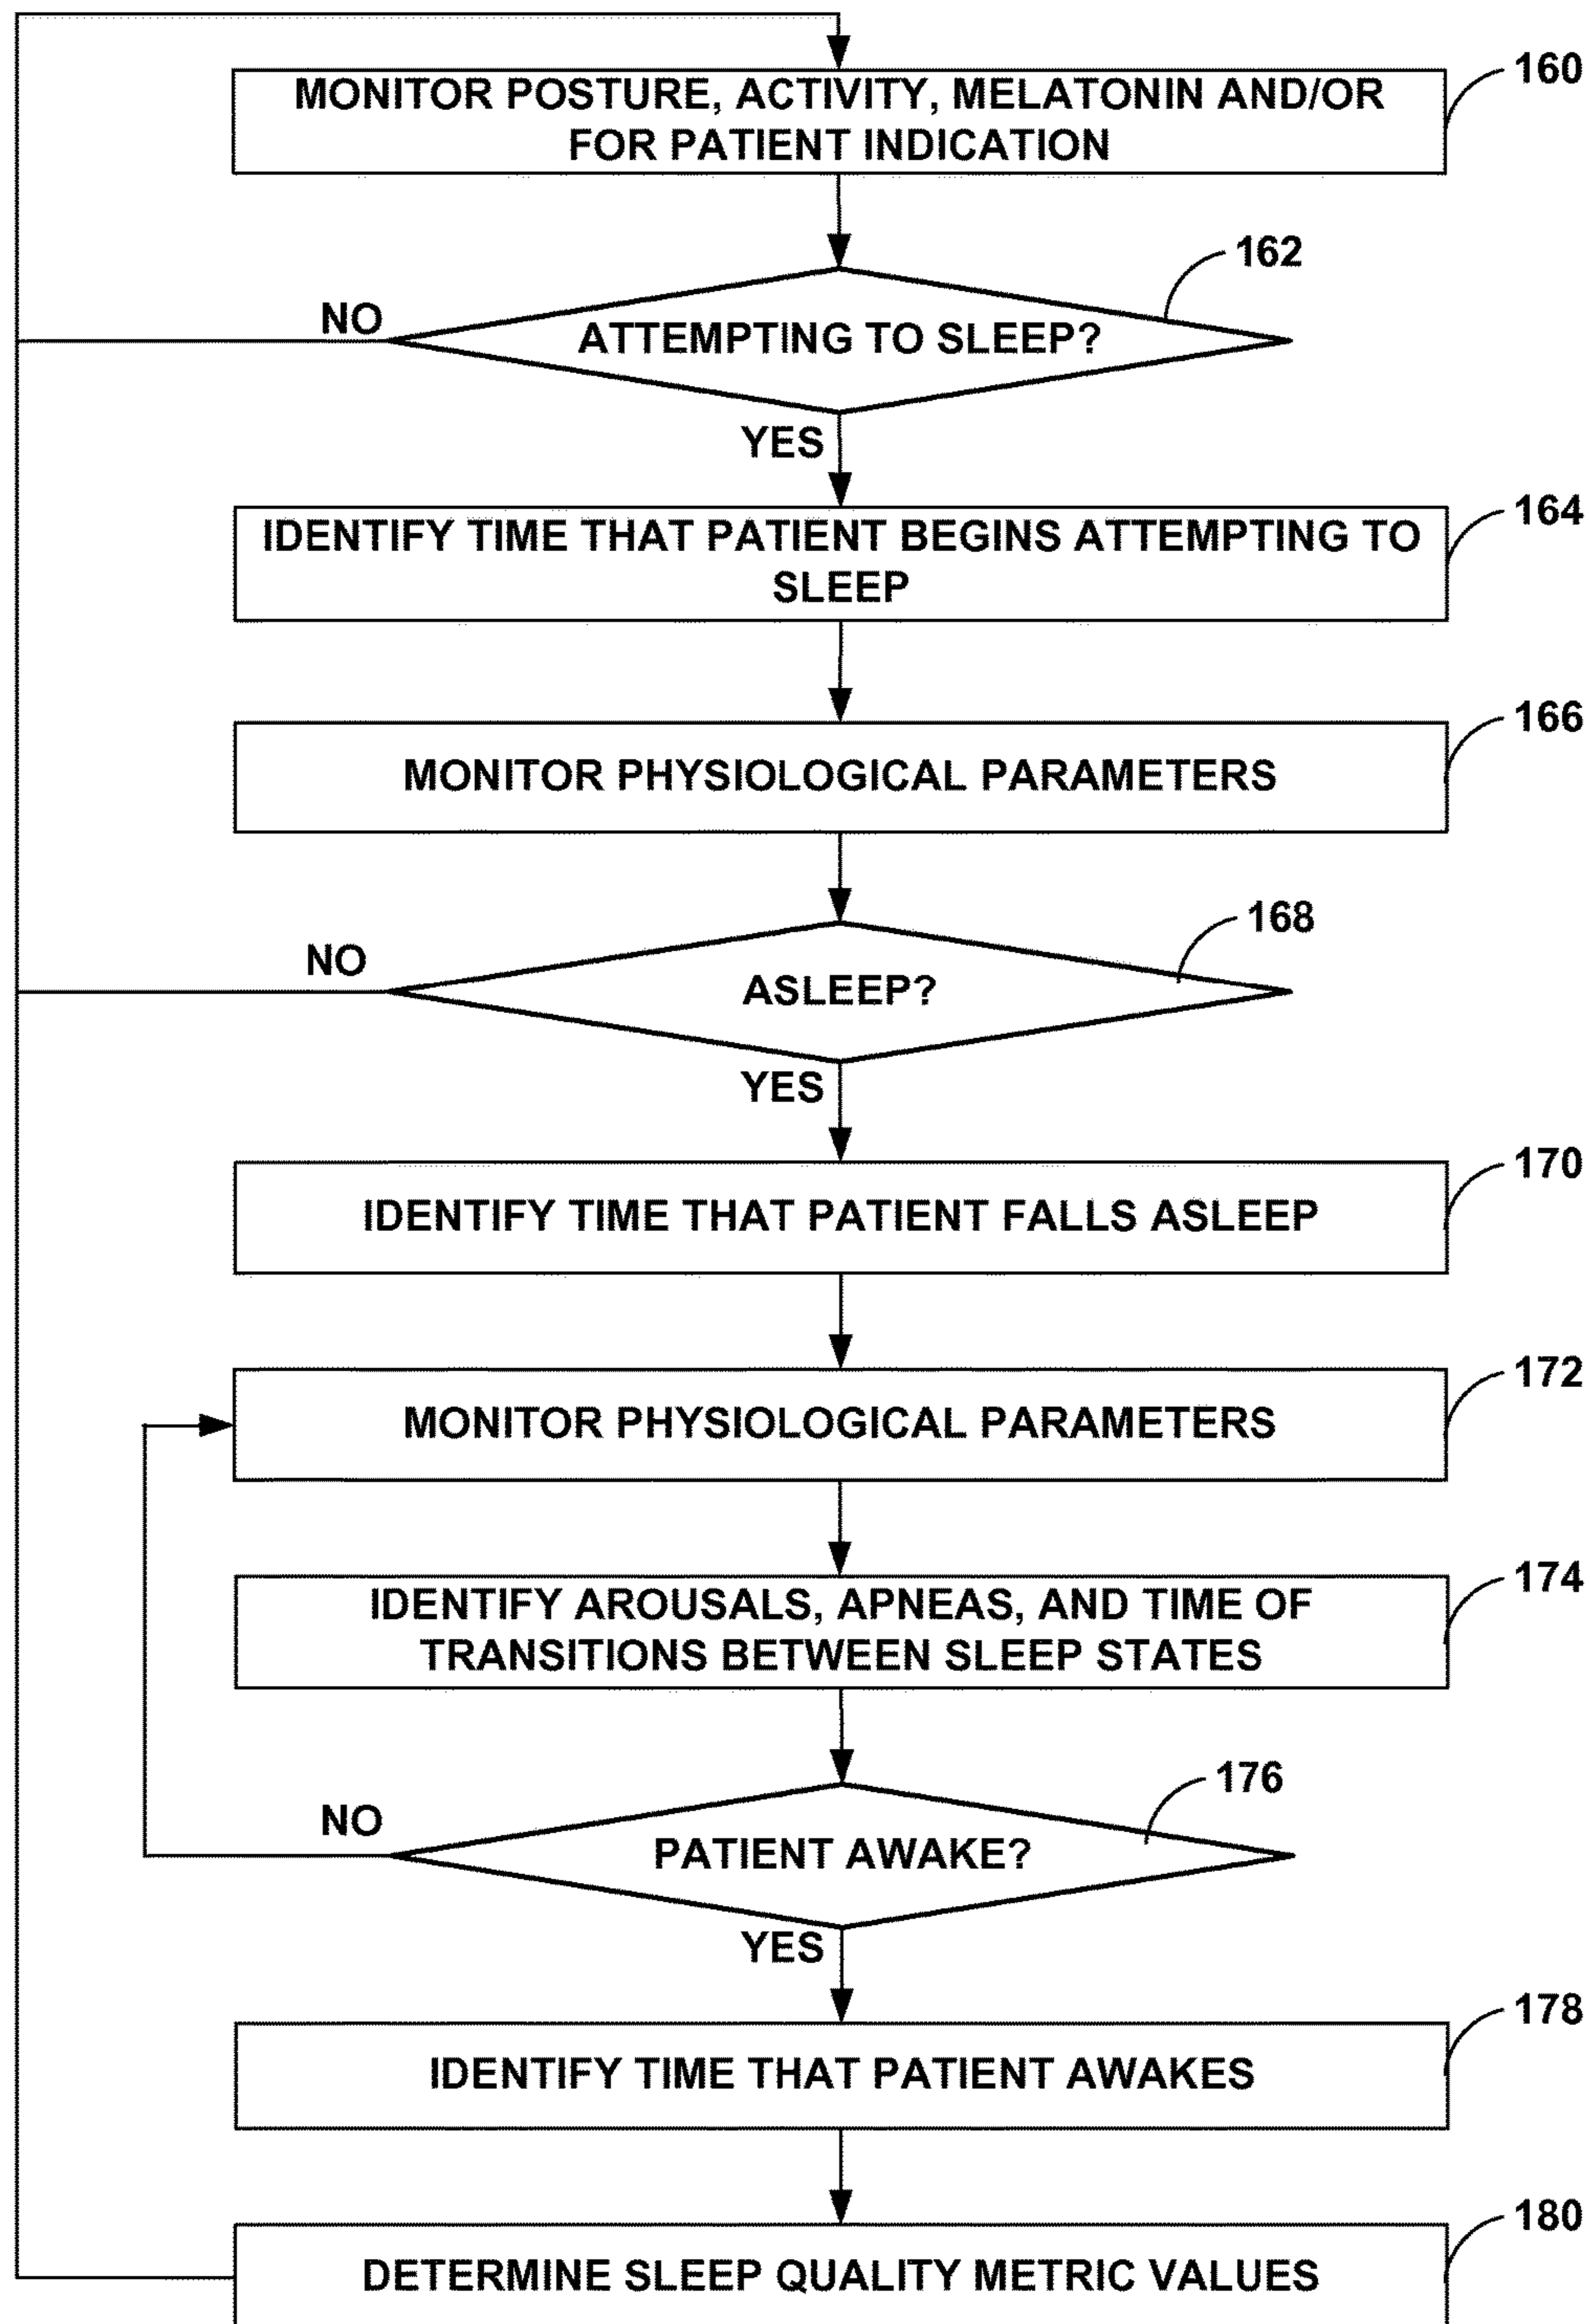 MONITOR POSTURE, ACTIVITY, MELATONIN AND/OR
FOR PATIENT INDICATION
160
162
NO
ATTEMPTING TO SLEEP?
YES
IDENTIFY TIME THAT PATIENT BEGINS ATTEMPTING TO
SLEEP
164
MONITOR PHYSIOLOGICAL PARAMETERS
166
168
NO
ASLEEP?
YES
IDENTIFY TIME THAT PATIENT FALLS ASLEEP
170
MONITOR PHYSIOLOGICAL PARAMETERS
172
IDENTIFY AROUSALS, APNEAS, AND TIME OF
TRANSITIONS BETWEEN SLEEP STATES
174
176
NO
PATIENT AWAKE?
YES
IDENTIFY TIME THAT PATIENT AWAKES
178
DETERMINE SLEEP QUALITY METRIC VALUES
180